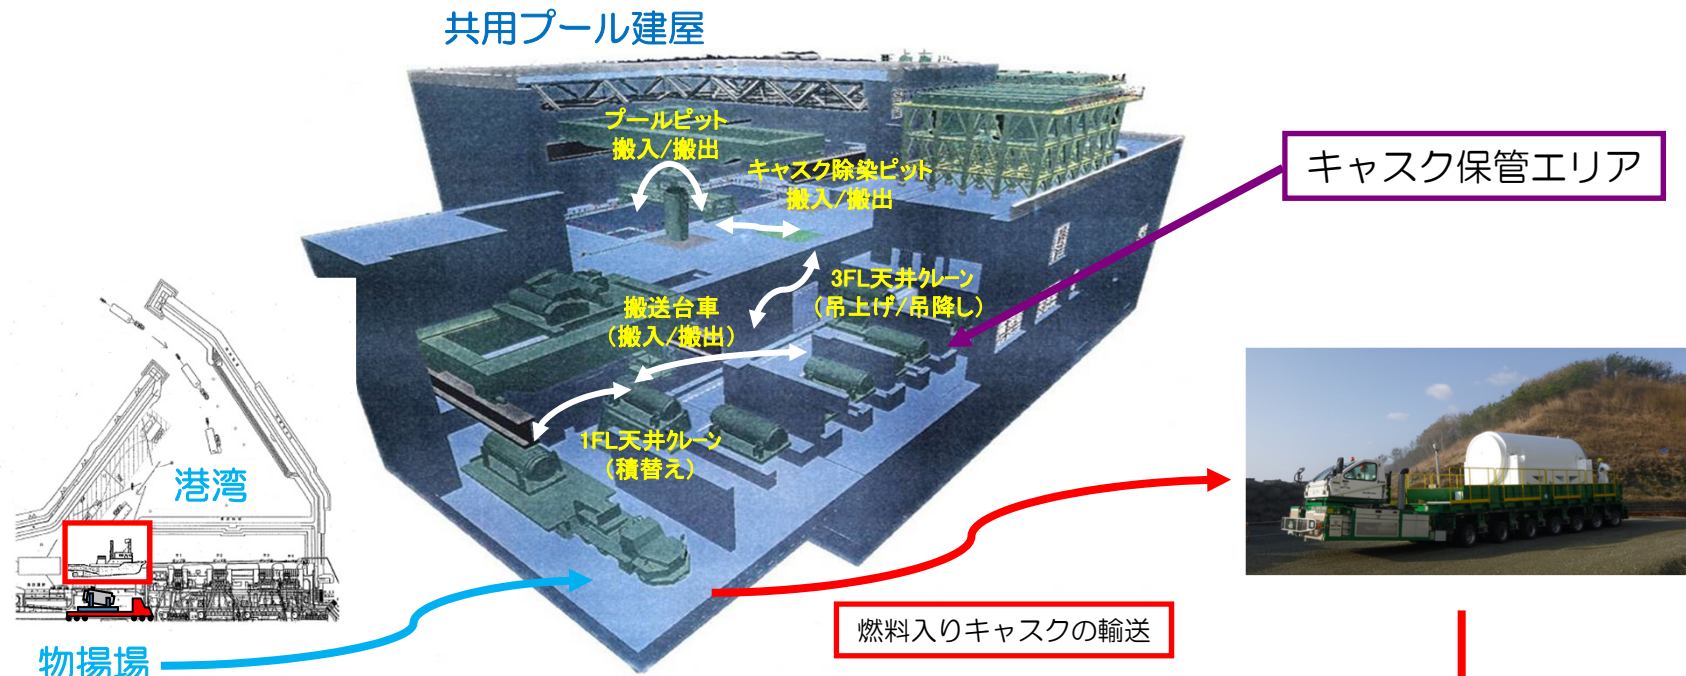 共用プール建屋
プールピット
搬入/搬出
キャスク除染ピット
搬入/搬出
キャスク保管エリア
3FL天井クレーン
(吊上げ/吊降し)
搬送台車
(搬入/搬出)
1FL天井クレーン
(積替え)
港湾
燃料入りキャスクの輸送
物揚場